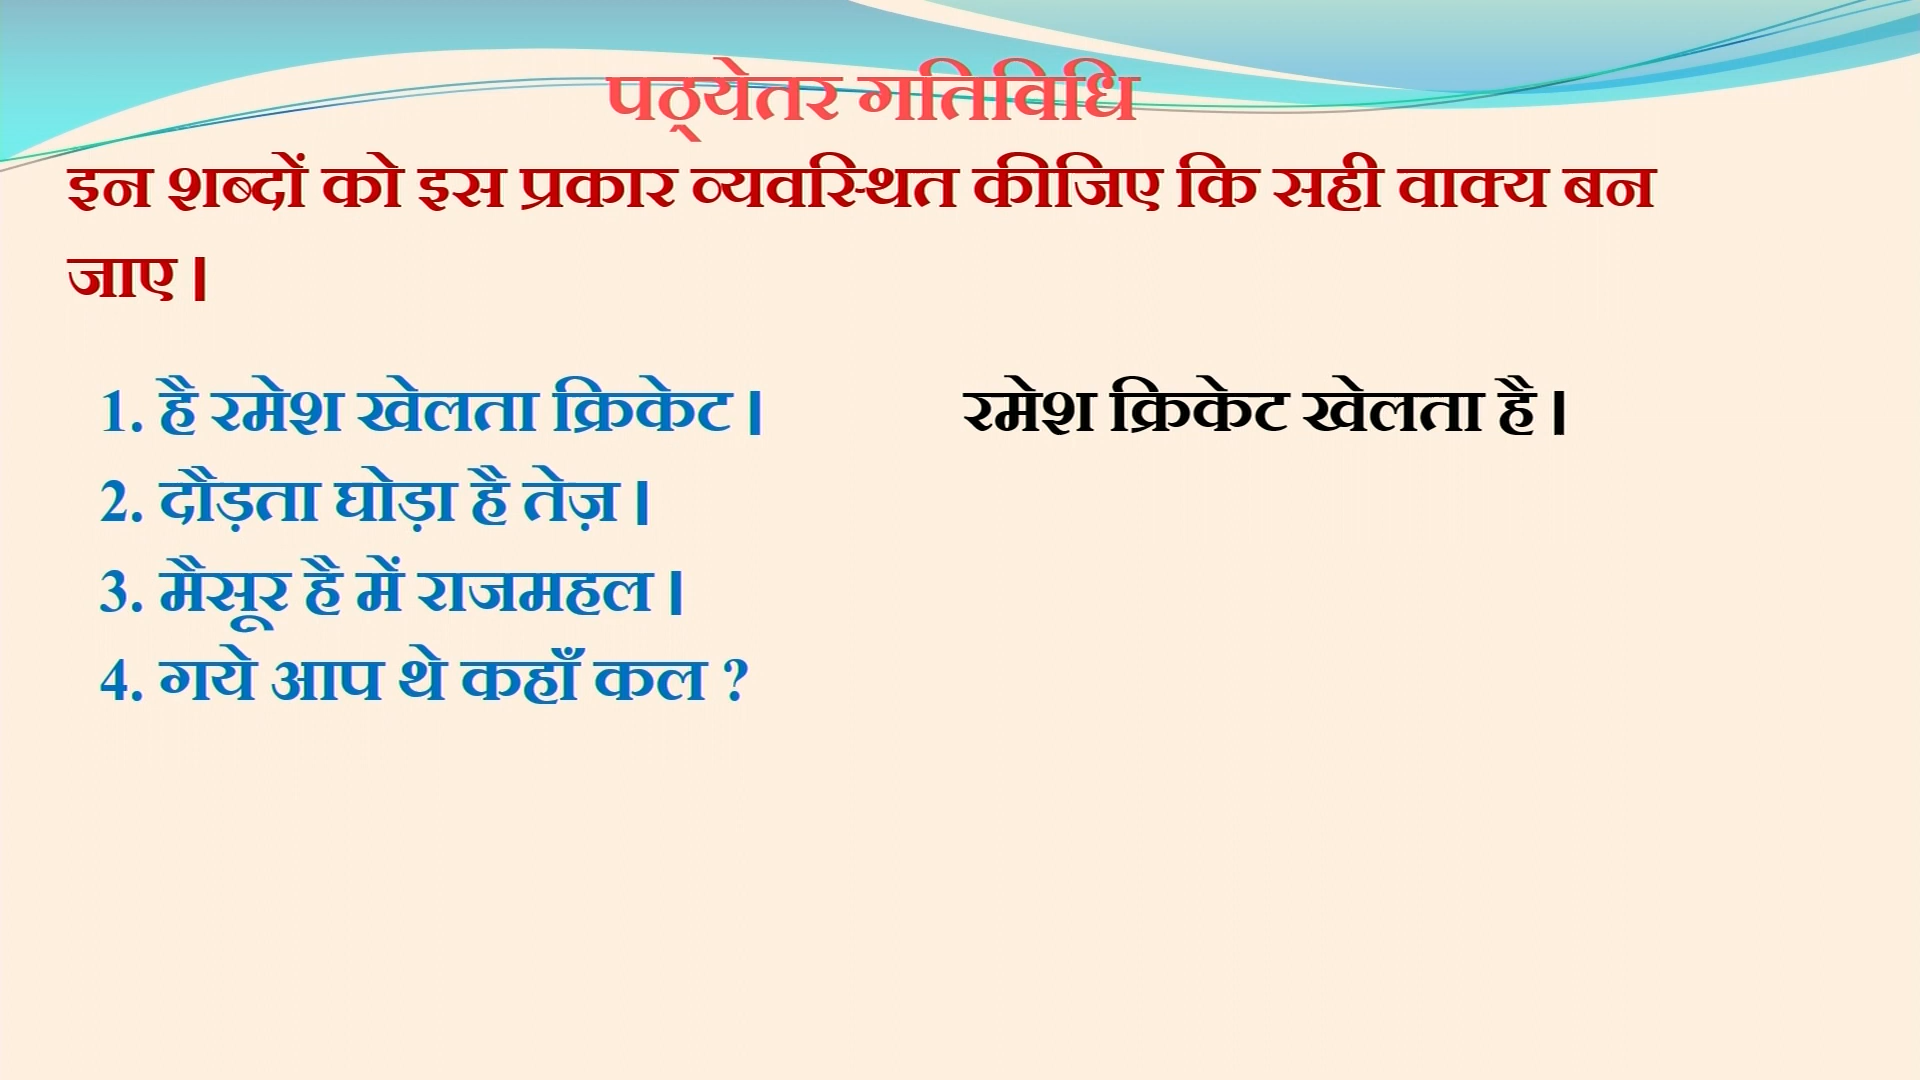 पठ्येतर गतिविधि
इन शब्दों को इस प्रकार व्यवस्थित कीजिए कि सही वाक्य बन
जाए।
1. है रमेश खेलता क्रिकेट। रमेश क्रिकेट खेलता है।
2. दौड़ता घोड़ा है तेज़।
3. मैसूर है में राजमहल।
4. गये आप थे कहाँ कल ?